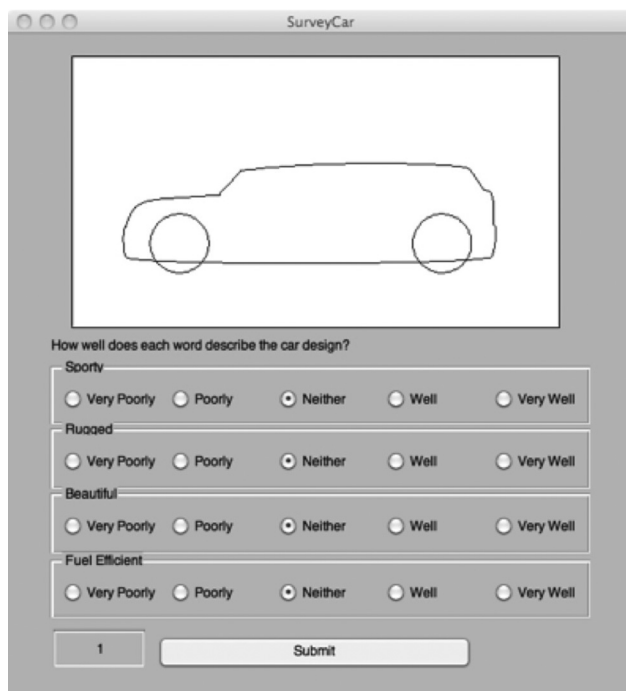 SurveyCar
How well does each word describe the car design?
Sporty
Very Poorly Poorly Neither Well Very Well
Rugged
Very Poorly Poorly Neither Well Very Well
Beautiful
Very Poorly Poorly Neither Well Very Well
Fuel Efficient
Very Poorly Poorly Neither Well Very Well
1 Submit